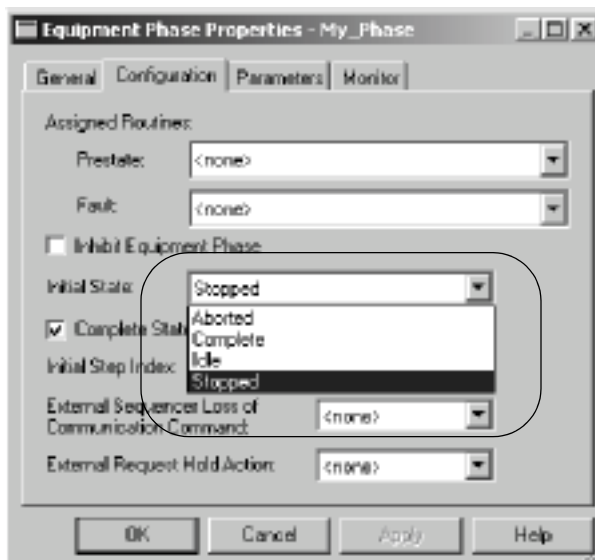 Equipment Phase Properties - My_Phase
General Configuration Parameters Monitor
Assigned Routines:
Prestate: <none>
Fault: <none>
Inhibit Equipment Phase
Initial State: Stopped
Aborted
Complete Stat
Complete
Idle
Initial Step Index:
Stopped
External Sequencer Loss of
Communication Command: <none>
External Request Hold Action: <none>
OK Cancel Apply Help